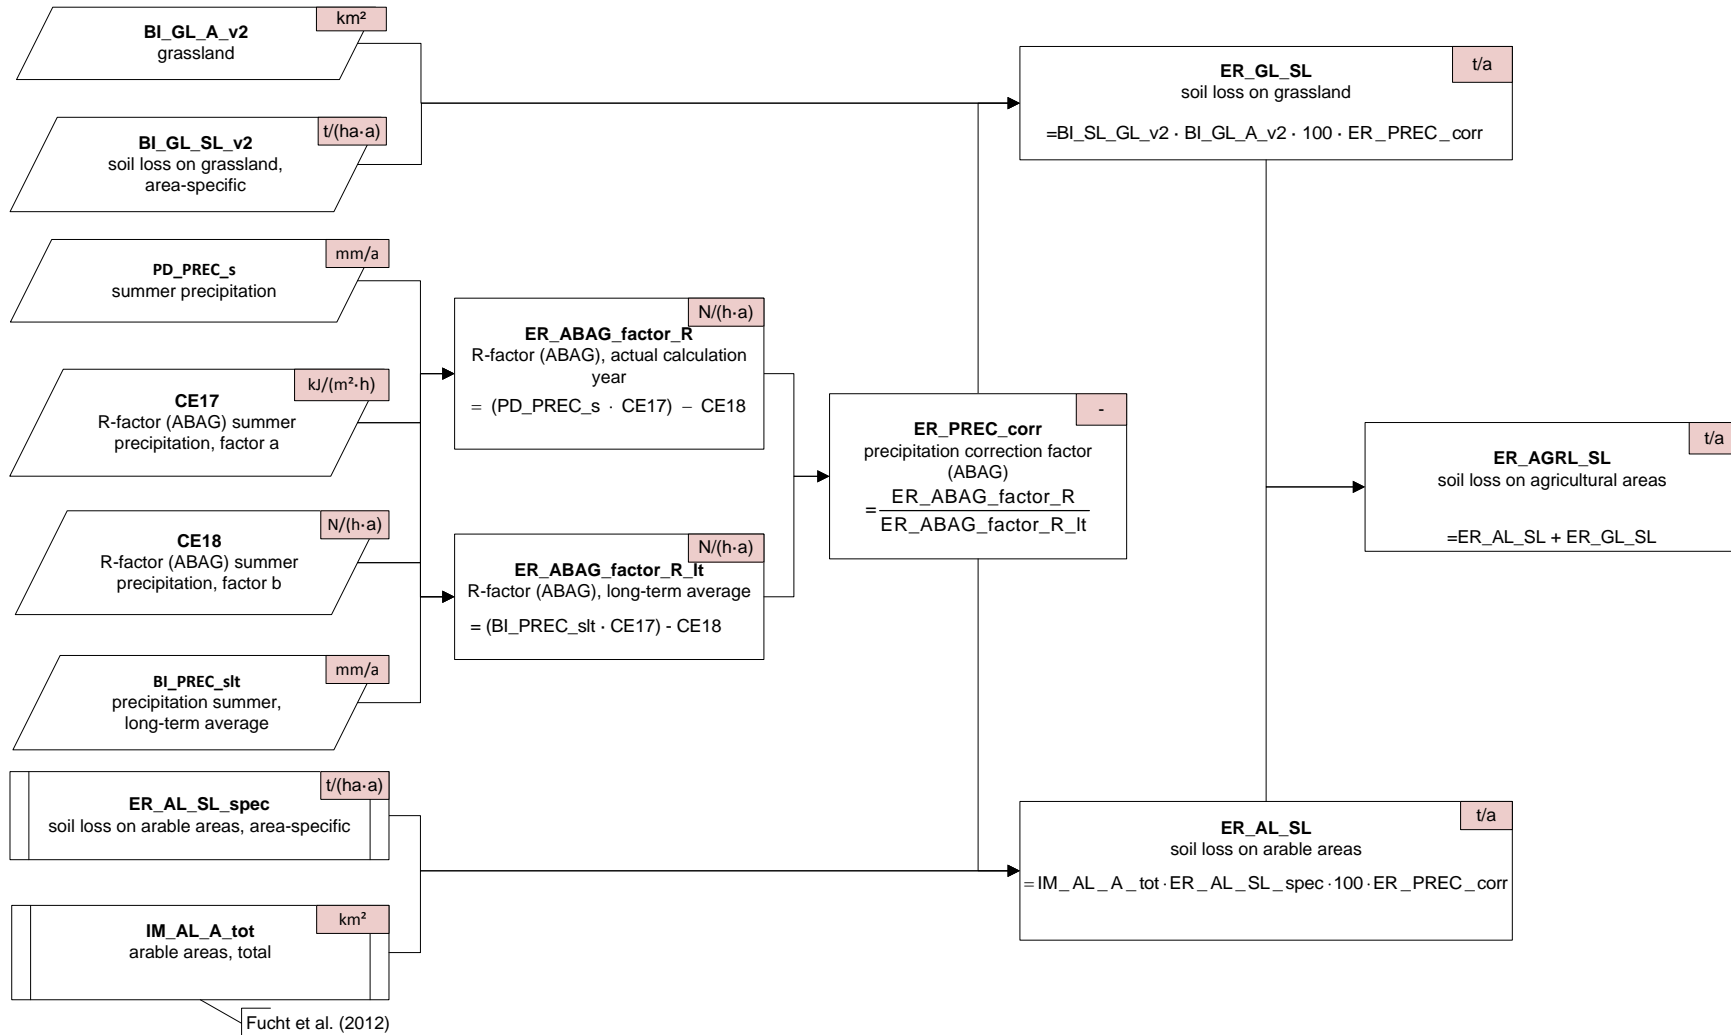 km²
BI_GL_A_v2
grassland
t/(ha·a)
BI_GL_SL_v2
soil loss on grassland,
area-specific
mm/a
PD_PREC_s
summer precipitation
kJ/(m²·h)
CE17
R-factor (ABAG) summer
precipitation, factor a
N/(h·a)
CE18
R-factor (ABAG) summer
precipitation, factor b
mm/a
BI_PREC_slt
precipitation summer,
long-term average
t/(ha·a)
ER_AL_SL_spec
soil loss on arable areas, area-specific
km²
IM_AL_A_tot
arable areas, total
Fucht et al. (2012)
N/(h·a)
ER_ABAG_factor_R
R-factor (ABAG), actual calculation
year
= (PD_PREC_s · CE17) − CE18
N/(h·a)
ER_ABAG_factor_R_lt
R-factor (ABAG), long-term average
= (BI_PREC_slt · CE17) - CE18
-
ER_PREC_corr
precipitation correction factor
(ABAG)
ER_ABAG_factor_R
=
ER_ABAG_factor_R_lt
t/a
ER_GL_SL
soil loss on grassland
=BI_SL_GL_v2 · BI_GL_A_v2 · 100 · ER_PREC_corr
t/a
ER_AL_SL
soil loss on arable areas
=IM_AL_A_tot·ER_AL_SL_spec·100·ER_PREC_corr
t/a
ER_AGRL_SL
soil loss on agricultural areas
=ER_AL_SL + ER_GL_SL